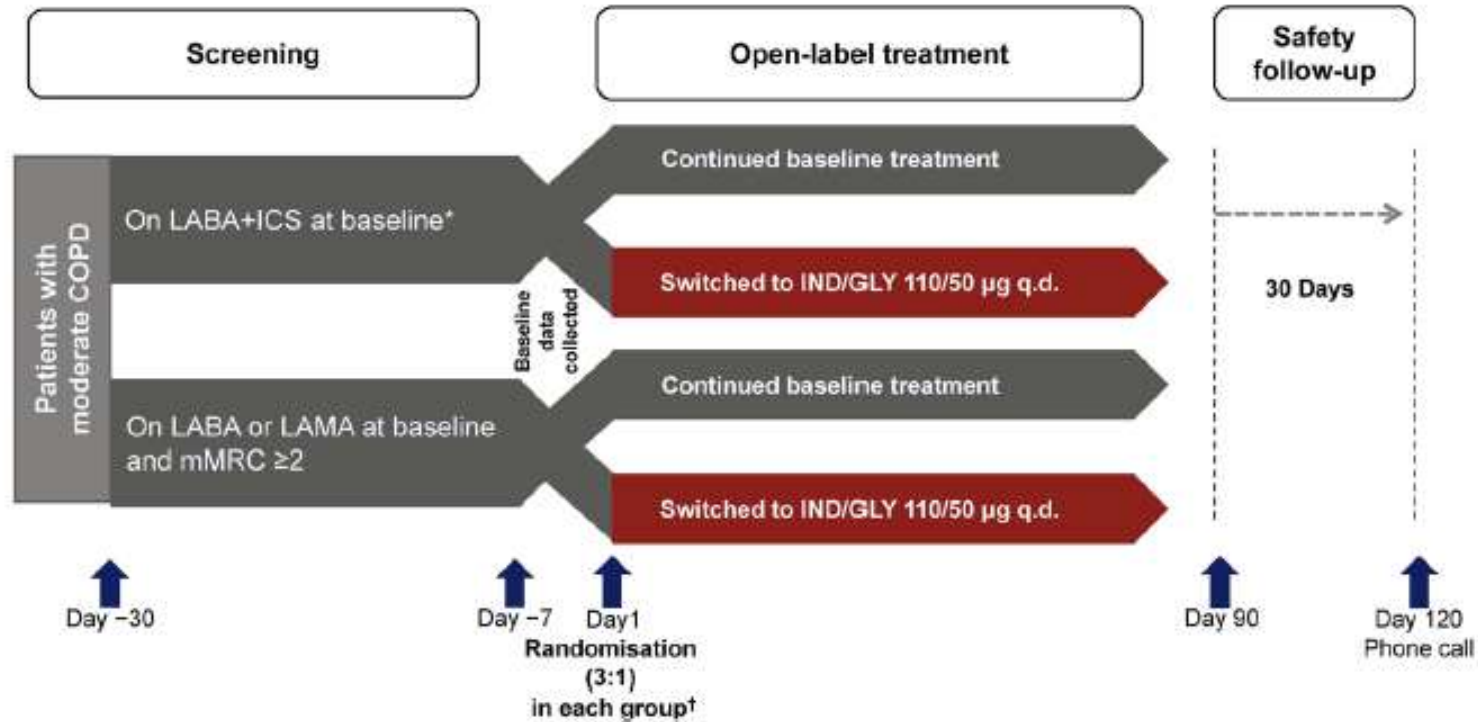 Screening
Open-label treatment
Safety
follow-up
Patients with
moderate COPD
On LABA+ICS at baseline*
Continued baseline treatment
Switched to IND/GLY 110/50 µg q.d.
30 Days
Baseline
data
collected
On LABA or LAMA at baseline
and mMRC ≥2
Continued baseline treatment
Switched to IND/GLY 110/50 µg q.d.
Day −30
Day −7
Day1
Randomisation
(3:1)
in each group†
Day 90
Day 120
Phone call